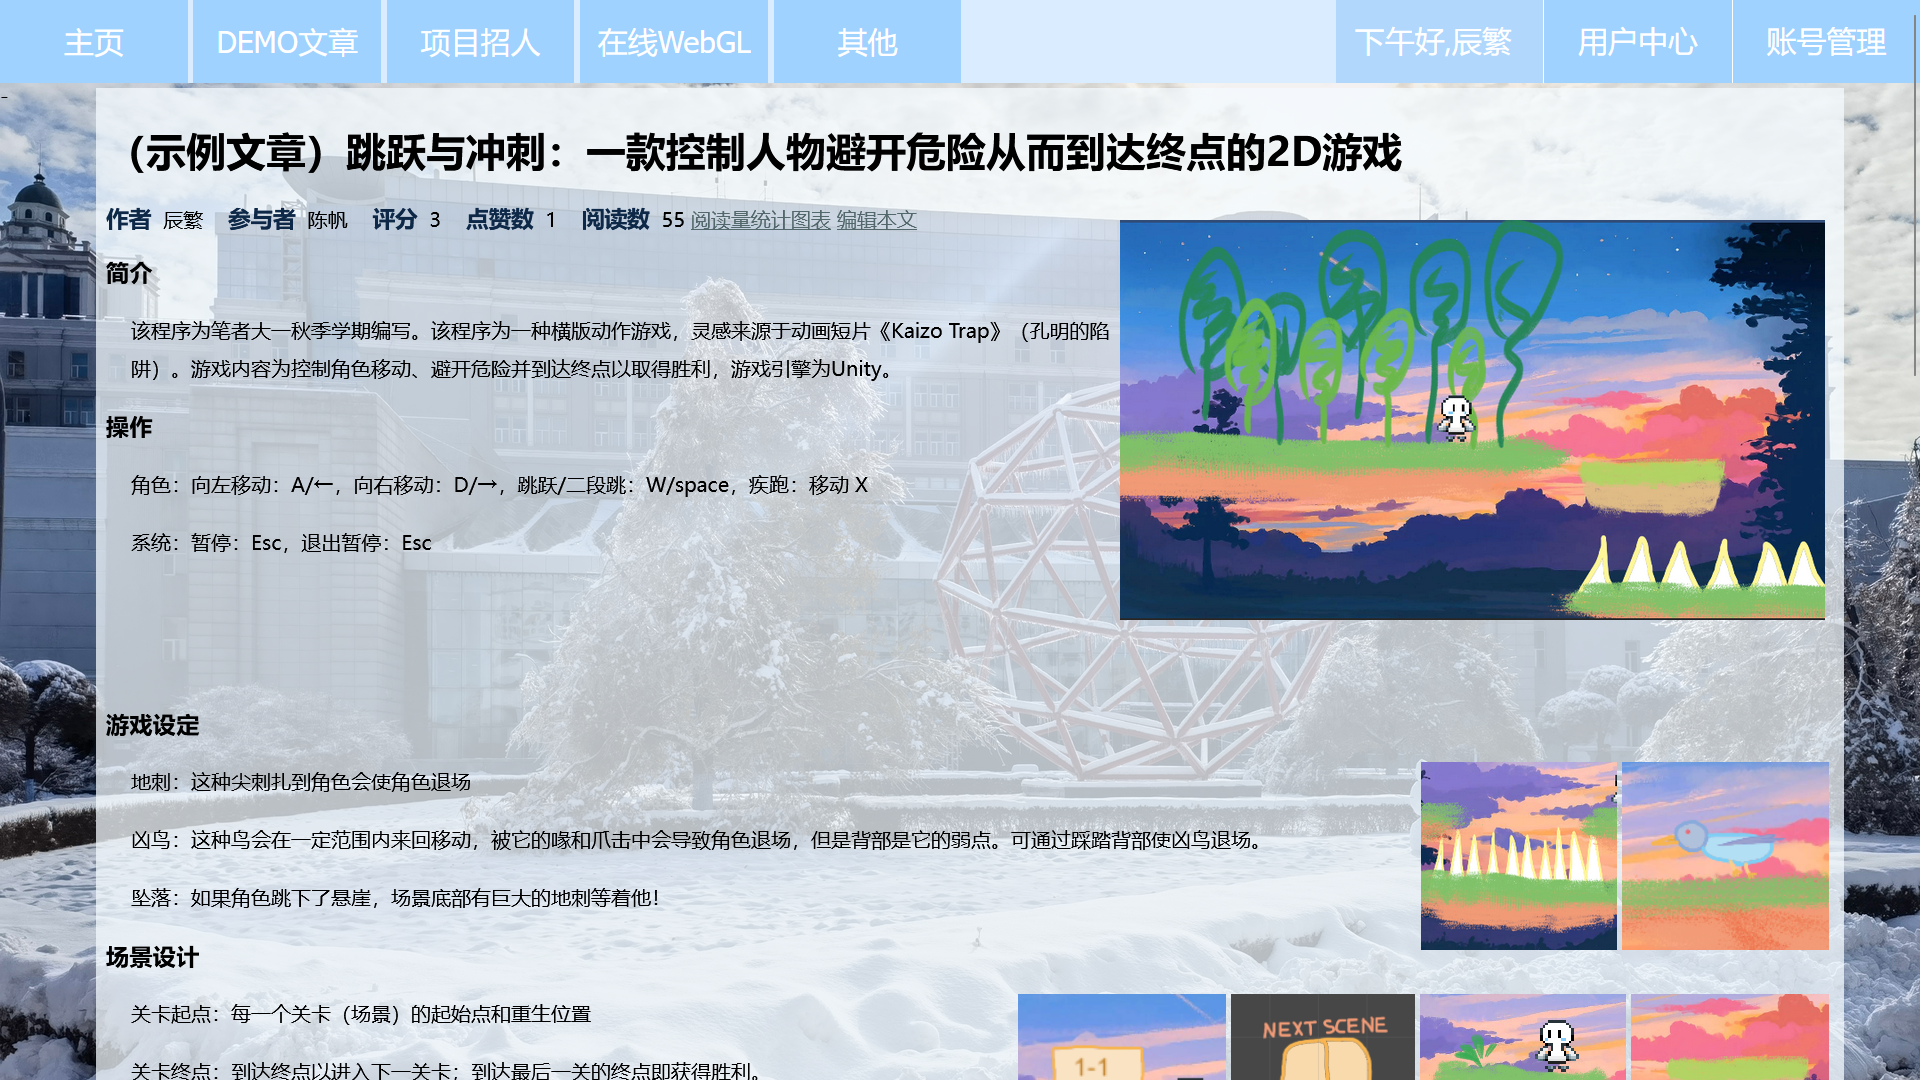 主页 DEMO文章 项目招人 在线WebGL 其他 下午好,辰繁 用户中心 账号管理
（示例文章）跳跃与冲刺：一款控制人物避开危险从而到达终点的2D游戏
作者 辰繁 参与者 陈帆 评分 3 点赞数 1 阅读数 55 阅读量统计图表 编辑本文
简介
该程序为笔者大一秋季学期编写。该程序为一种横版动作游戏，灵感来源于动画短片《Kaizo Trap》（孔明的陷
阱）。游戏内容为控制角色移动、避开危险并到达终点以取得胜利，游戏引擎为Unity。
操作
角色：向左移动：A/←，向右移动：D/→，跳跃/二段跳：W/space，疾跑：移动 X
系统：暂停：Esc，退出暂停：Esc
游戏设定
地刺：这种尖刺扎到角色会使角色退场
凶鸟：这种鸟会在一定范围内来回移动，被它的喙和爪击中会导致角色退场，但是背部是它的弱点。可通过踩踏背部使凶鸟退场。
坠落：如果角色跳下了悬崖，场景底部有巨大的地刺等着他！
场景设计
关卡起点：每一个关卡（场景）的起始点和重生位置
NEXT SCENE
1-1
关卡终点：到达终点以进入下一关卡；到达最后一关的终点即获得胜利。